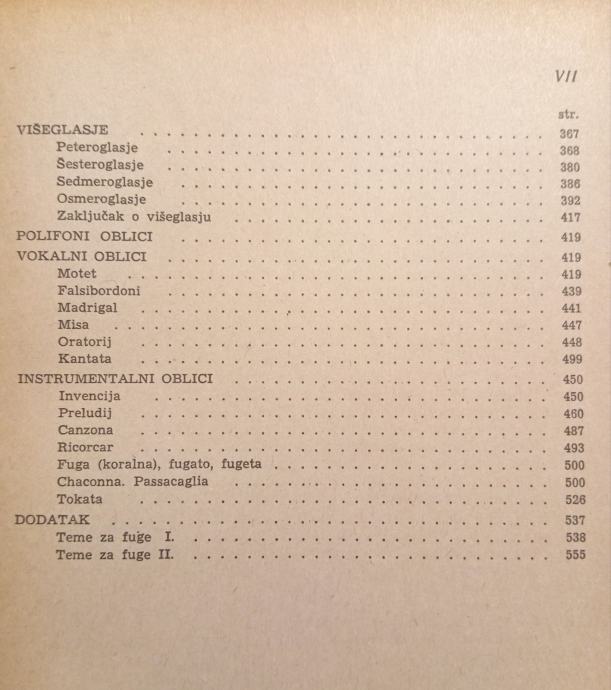 VII
str.
VIŠEGLASJE . . . . . . . . . . . . . . . . . . . . . . . 367
Peteroglasje . . . . . . . . . . . . . . . . . . . . . . 368
Šesteroglasje . . . . . . . . . . . . . . . . . . . . . . 380
Sedmeroglasje . . . . . . . . . . . . . . . . . . . . . 386
Osmeroglasje . . . . . . . . . . . . . . . . . . . . . 392
Zaključak o višeglasju . . . . . . . . . . . . . . . . . . 417
POLIFONI OBLICI . . . . . . . . . . . . . . . . . . . . . 419
VOKALNI OBLICI . . . . . . . . . . . . . . . . . . . . . . 419
Motet . . . . . . . . . . . . . . . . . . . . . . . . 419
Falsibordoni . . . . . . . . . . . . . . . . . . . . . . 439
Madrigal . . . . . . . . . . . . . . . . . . . . . . . 441
Misa . . . . . . . . . . . . . . . . . . . . . . . . . 447
Oratorij . . . . . . . . . . . . . . . . . . . . . . . 448
Kantata . . . . . . . . . . . . . . . . . . . . . . . 499
INSTRUMENTALNI OBLICI . . . . . . . . . . . . . . . . . . 450
Invencija . . . . . . . . . . . . . . . . . . . . . . 450
Preludij . . . . . . . . . . . . . . . . . . . . . . . 460
Canzona . . . . . . . . . . . . . . . . . . . . . . . 487
Ricorcar . . . . . . . . . . . . . . . . . . . . . . . 493
Fuga (koralna), fugato, fugeta . . . . . . . . . . . . . . . 500
Chaconna. Passacaglia . . . . . . . . . . . . . . . . . . 500
Tokata . . . . . . . . . . . . . . . . . . . . . . . 526
DODATAK . . . . . . . . . . . . . . . . . . . . . . . . 537
Teme za fuge I. . . . . . . . . . . . . . . . . . . . . 538
Teme za fuge II. . . . . . . . . . . . . . . . . . . . . 555